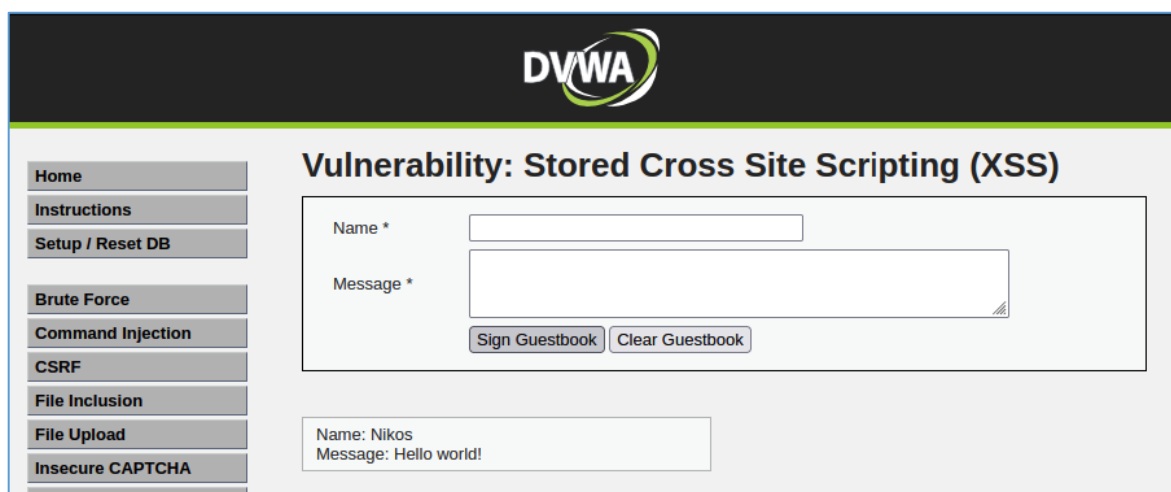 DVWA
Home
Instructions
Setup / Reset DB
Brute Force
Command Injection
CSRF
File Inclusion
File Upload
Insecure CAPTCHA
Vulnerability: Stored Cross Site Scripting (XSS)
Name *
Message *
Sign Guestbook Clear Guestbook
Name: Nikos
Message: Hello world!